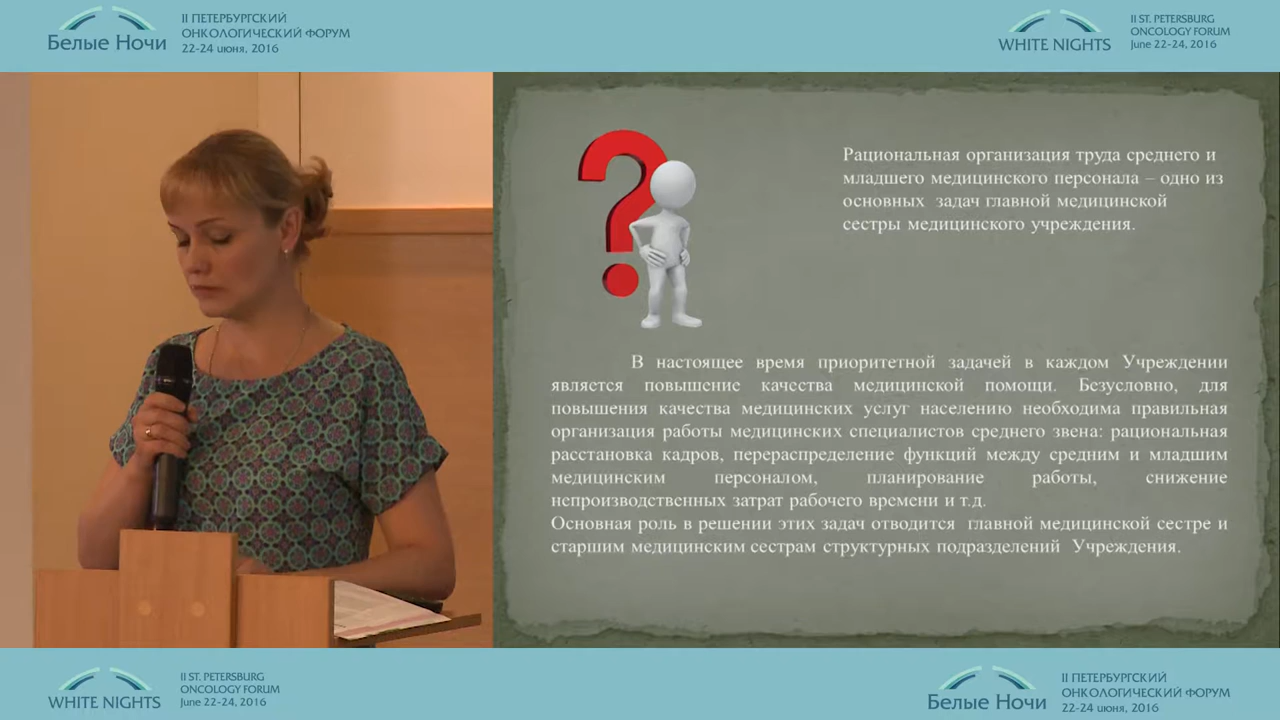 II ПЕТЕРБУРГСКИЙ
ОНКОЛОГИЧЕСКИЙ ФОРУМ
22-24 июня, 2016
Белые Ночи
II ST. PETERSBURG
ONCOLOGY FORUM
June 22-24, 2016
WHITE NIGHTS
Рациональная организация труда среднего и
младшего медицинского персонала – одно из
основных задач главной медицинской
сестры медицинского учреждения.
В настоящее время приоритетной задачей в каждом Учреждении
является повышение качества медицинской помощи. Безусловно, для
повышения качества медицинских услуг населению необходима правильная
организация работы медицинских специалистов среднего звена: рациональная
расстановка кадров, перераспределение функций между средним и младшим
медицинским персоналом, планирование работы, снижение
непроизводственных затрат рабочего времени и т.д.
Основная роль в решении этих задач отводится главной медицинской сестре и
старшим медицинским сестрам структурных подразделений Учреждения.
II ST. PETERSBURG
ONCOLOGY FORUM
June 22-24, 2016
WHITE NIGHTS
II ПЕТЕРБУРГСКИЙ
ОНКОЛОГИЧЕСКИЙ ФОРУМ
22-24 июня, 2016
Белые Ночи